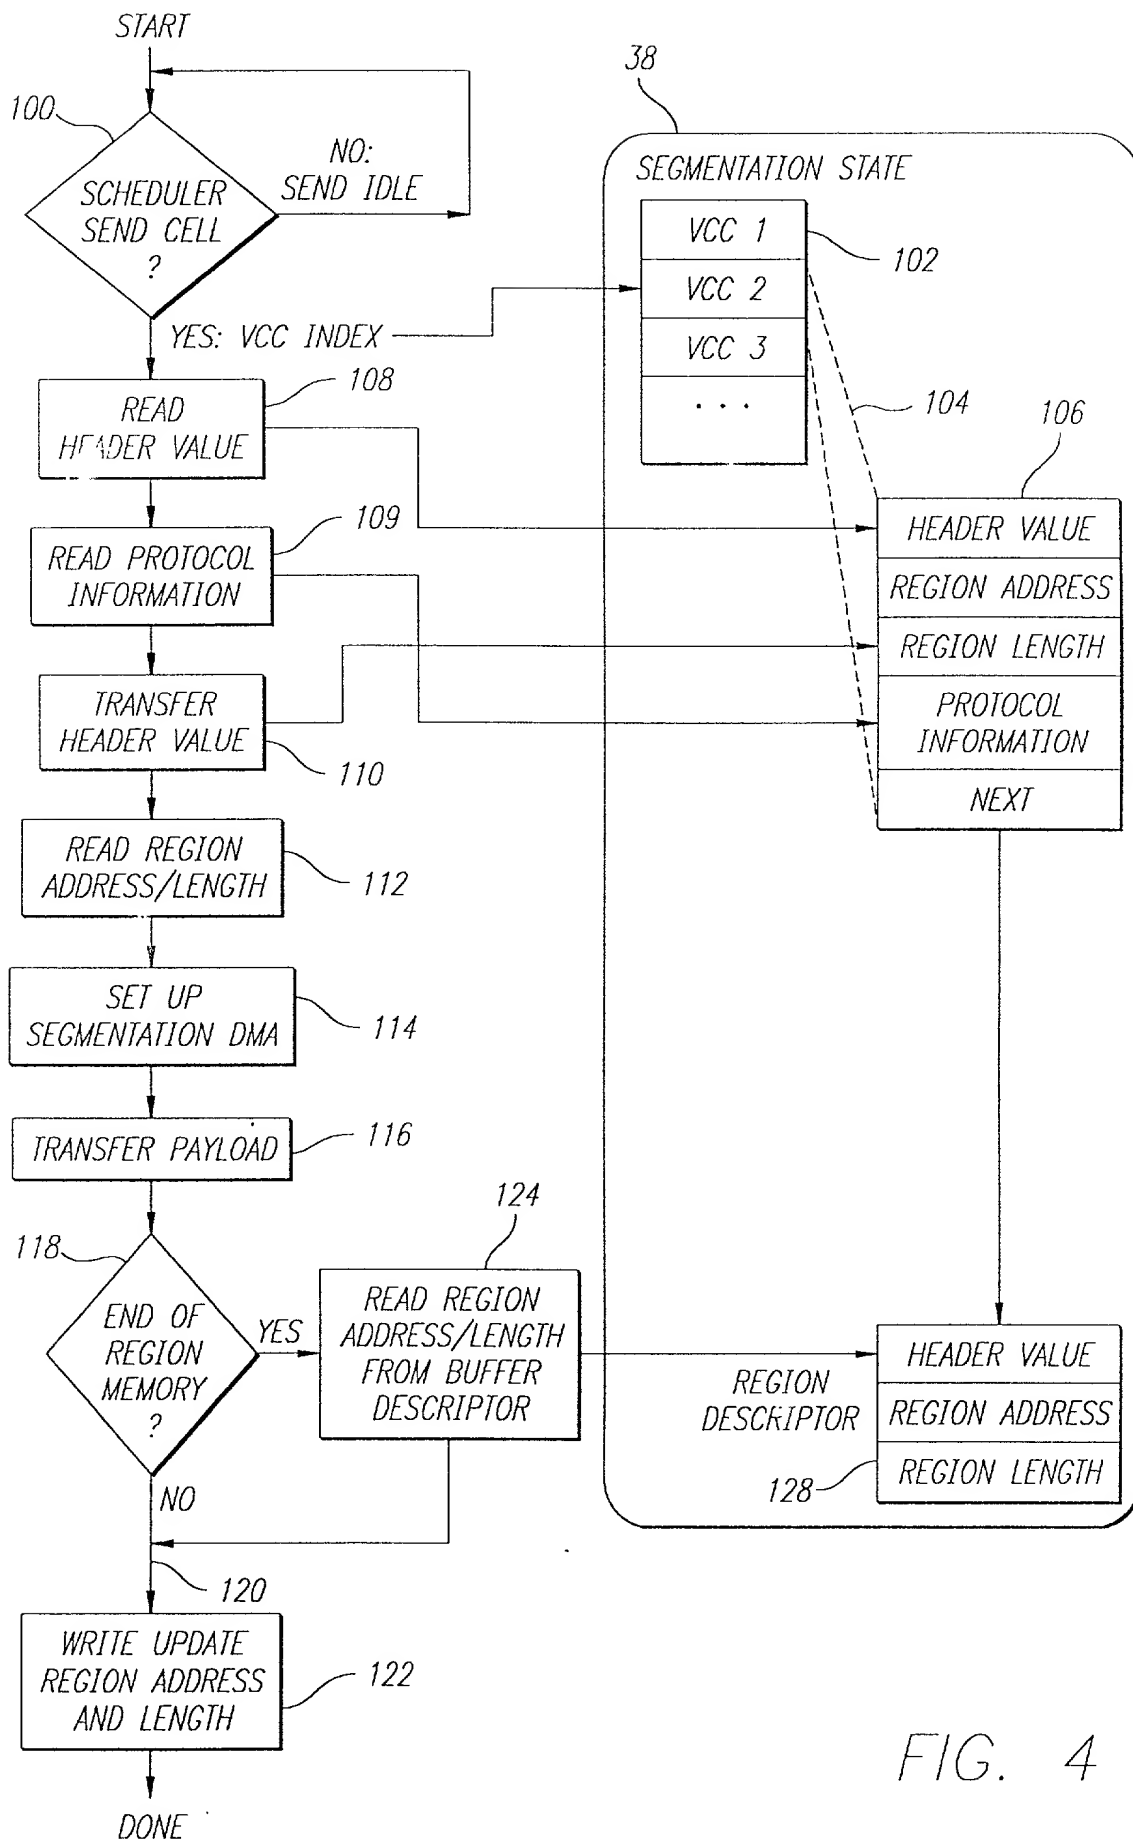 START
100
SCHEDULER
SEND CELL
?
NO:
SEND IDLE
YES: VCC INDEX
108
READ
HEADER VALUE
109
READ PROTOCOL
INFORMATION
TRANSFER
HEADER VALUE
110
READ REGION
ADDRESS/LENGTH
112
SET UP
SEGMENTATION DMA
114
TRANSFER PAYLOAD
116
118
END OF
REGION
MEMORY
?
YES
NO
124
READ REGION
ADDRESS/LENGTH
FROM BUFFER
DESCRIPTOR
120
WRITE UPDATE
REGION ADDRESS
AND LENGTH
122
DONE
38
SEGMENTATION STATE
VCC 1
VCC 2
VCC 3
. . .
102
104
106
HEADER VALUE
REGION ADDRESS
REGION LENGTH
PROTOCOL
INFORMATION
NEXT
REGION
DESCRIPTOR
HEADER VALUE
REGION ADDRESS
REGION LENGTH
128
FIG. 4